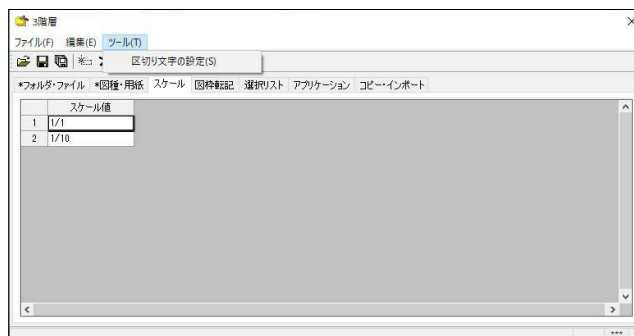 3階層
ファイル(F) 編集(E) ツール(T)
区切り文字の設定(S)
*フォルダ・ファイル *図種・用紙 スケール 図枠転記 選択リスト アプリケーション コピー・インポート
スケール値
1 1/1
2 1/10
***